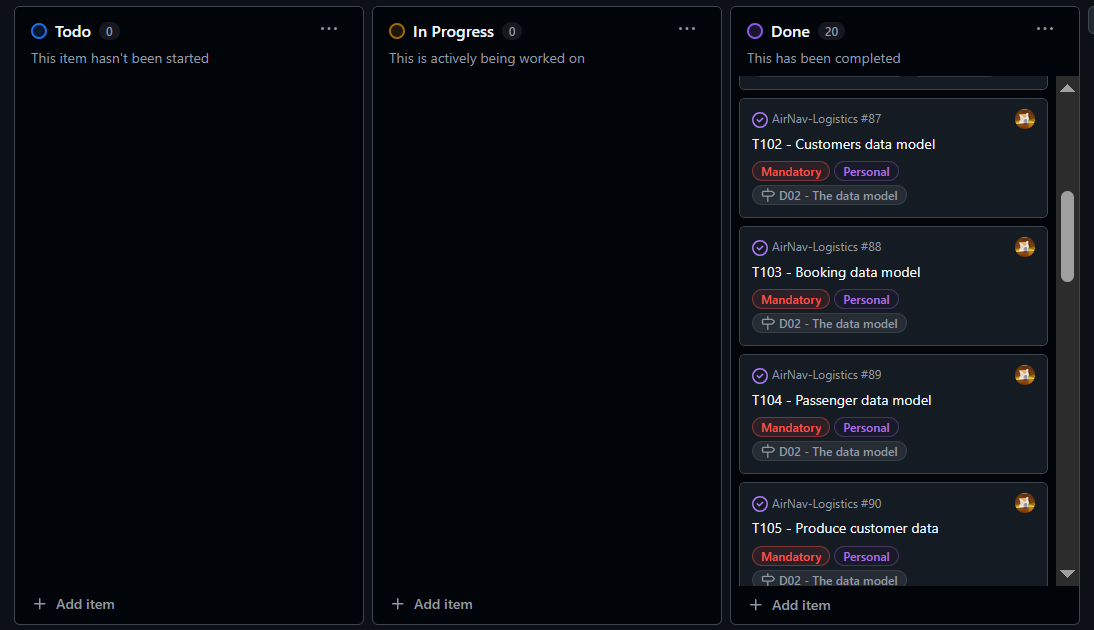 Todo 0
This item hasn't been started
Add item
In Progress 0
This is actively being worked on
Add item
Done 20
This has been completed
AirNav-Logistics #87
T102 - Customers data model
Mandatory Personal
D02 - The data model
AirNav-Logistics #88
T103 - Booking data model
Mandatory Personal
D02 - The data model
AirNav-Logistics #89
T104 - Passenger data model
Mandatory Personal
D02 - The data model
AirNav-Logistics #90
T105 - Produce customer data
Mandatory Personal
D02 - The data model
Add item